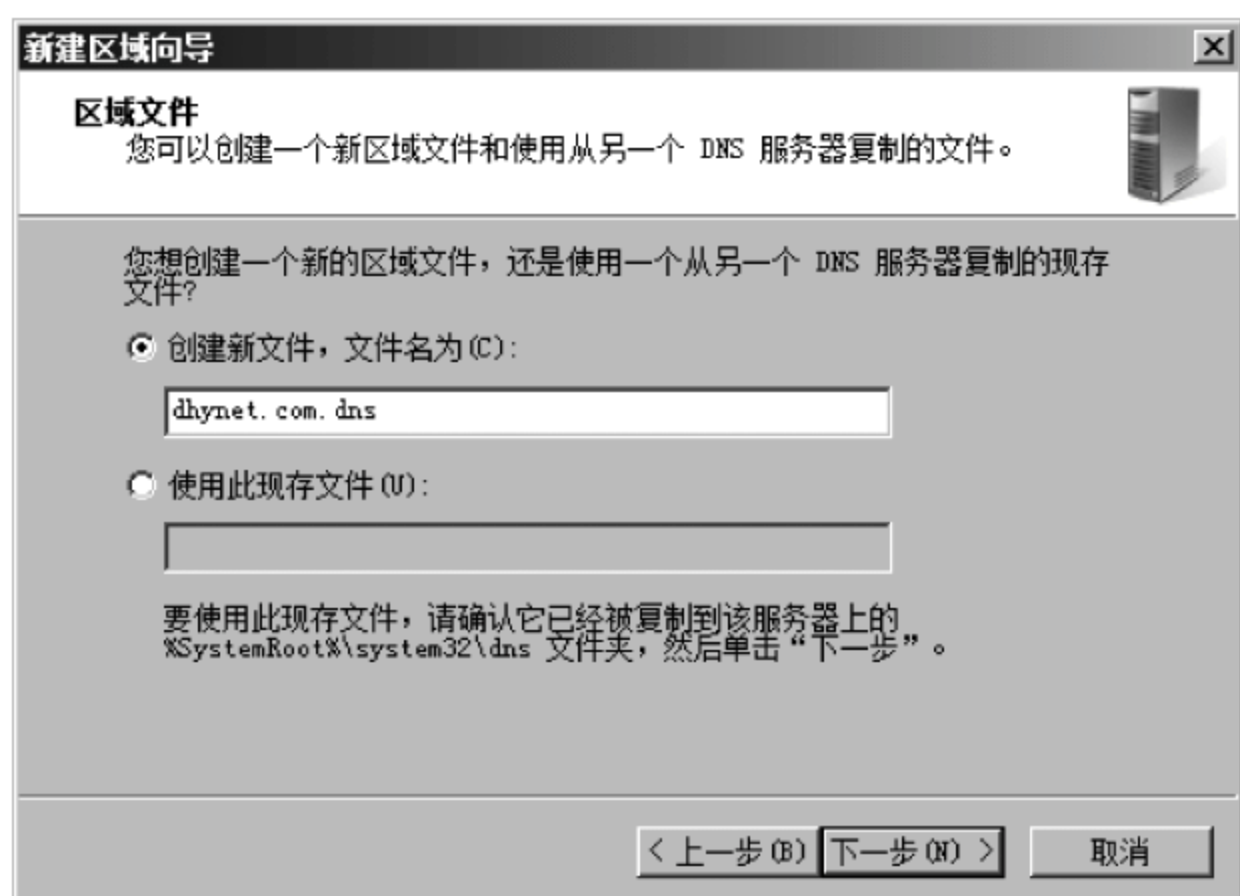 新建区域向导
区域文件
您可以创建一个新区域文件和使用从另一个 DNS 服务器复制的文件。
您想创建一个新的区域文件，还是使用一个从另一个 DNS 服务器复制的现存
文件?
创建新文件，文件名为(C):
dhynet.com.dns
使用此现存文件(U):
要使用此现存文件，请确认它已经被复制到该服务器上的
%SystemRoot%\system32\dns 文件夹，然后单击“下一步”。
< 上一步(B) 下一步(N) > 取消